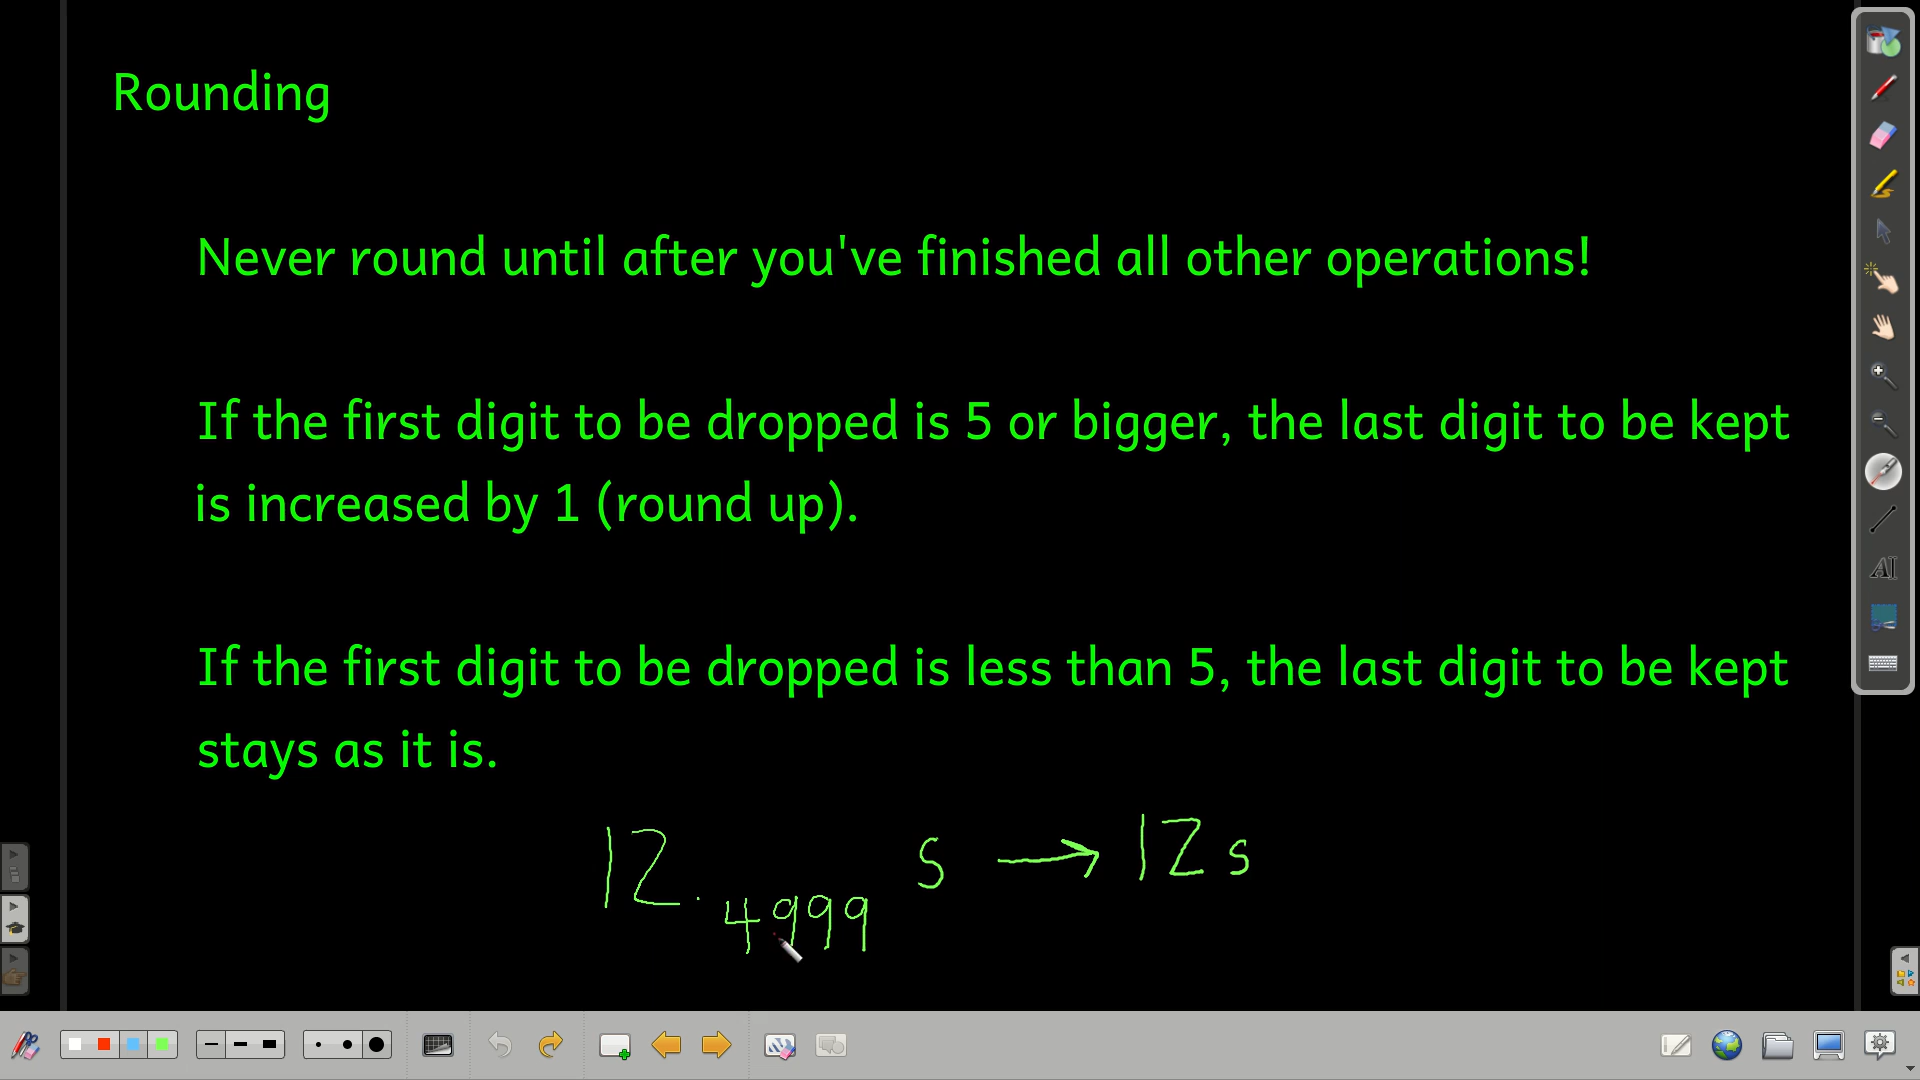 Rounding
Never round until after you've finished all other operations!
If the first digit to be dropped is 5 or bigger, the last digit to be kept
is increased by 1 (round up).
If the first digit to be dropped is less than 5, the last digit to be kept
stays as it is.
12.4999 s → 12 s